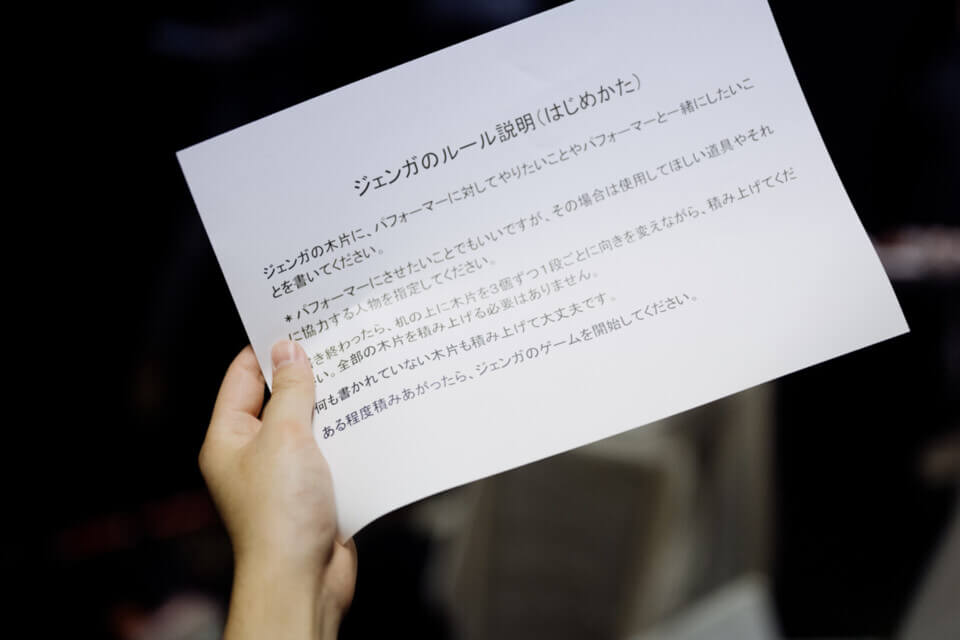 ジェンガのルール説明(はじめかた)
ジェンガの木片に、パフォーマーに対してやりたいことやパフォーマーと一緒にしたいこ
とを書いてください。
*パフォーマーにさせたいことでもいいですが、その場合は使用してほしい道具やそれ
に協力する人物を指定してください。
き終わったら、机の上に木片を3個ずつ1段ごとに向きを変えながら、積み上げてくだ
い。全部の木片を積み上げる必要はありません。
何も書かれていない木片も積み上げて大丈夫です。
ある程度積みあがったら、ジェンガのゲームを開始してください。